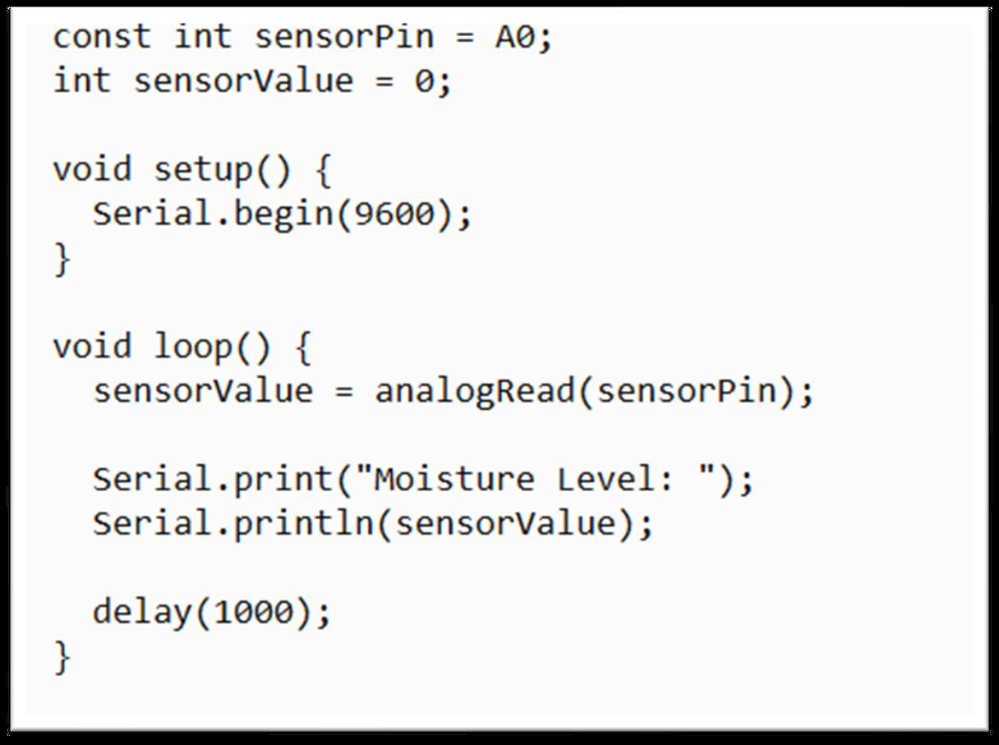 const int sensorPin = A0;
int sensorValue = 0;

void setup() {
  Serial.begin(9600);
}

void loop() {
  sensorValue = analogRead(sensorPin);

  Serial.print("Moisture Level: ");
  Serial.println(sensorValue);

  delay(1000);
}